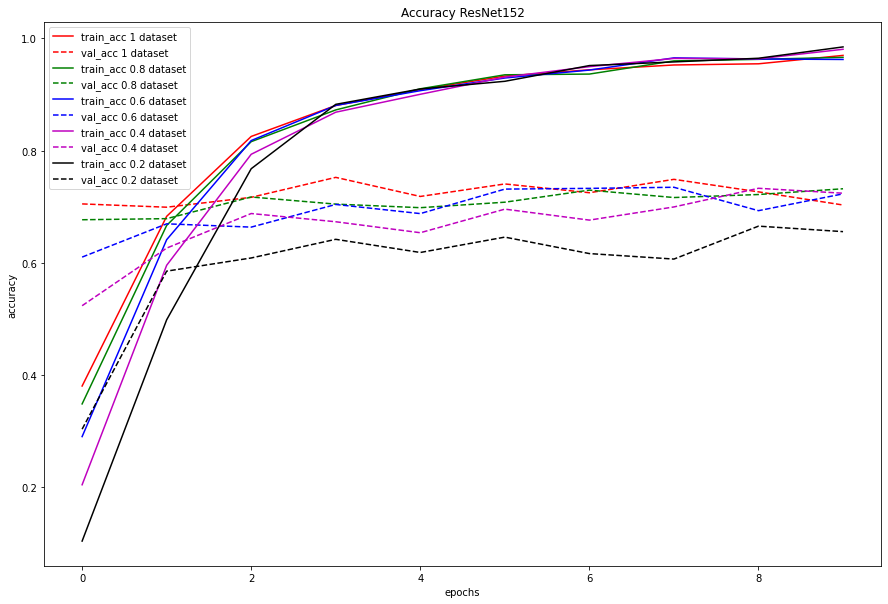 Accuracy ResNet152
train_acc 1 dataset
val_acc 1 dataset
train_acc 0.8 dataset
val_acc 0.8 dataset
train_acc 0.6 dataset
val_acc 0.6 dataset
train_acc 0.4 dataset
val_acc 0.4 dataset
train_acc 0.2 dataset
val_acc 0.2 dataset
accuracy
1.0
0.8
0.6
0.4
0.2
0 2 4 6 8
epochs